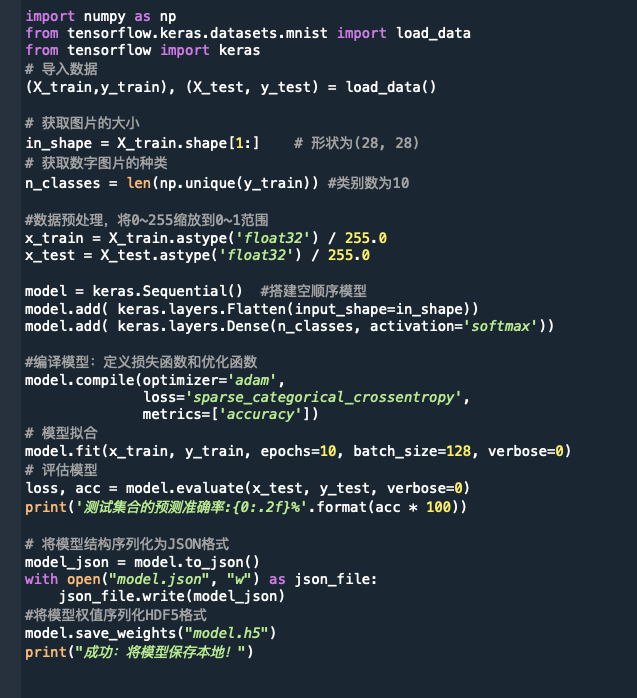 import numpy as np
from tensorflow.keras.datasets.mnist import load_data
from tensorflow import keras
# 导入数据
(X_train,y_train), (X_test, y_test) = load_data()
# 获取图片的大小
in_shape = X_train.shape[1:]    # 形状为(28, 28)
# 获取数字图片的种类
n_classes = len(np.unique(y_train)) #类别数为10
#数据预处理，将0~255缩放到0~1范围
x_train = X_train.astype('float32') / 255.0
x_test = X_test.astype('float32') / 255.0
model = keras.Sequential()  #搭建空顺序模型
model.add( keras.layers.Flatten(input_shape=in_shape))
model.add( keras.layers.Dense(n_classes, activation='softmax'))
#编译模型：定义损失函数和优化函数
model.compile(optimizer='adam',
              loss='sparse_categorical_crossentropy',
              metrics=['accuracy'])
# 模型拟合
model.fit(x_train, y_train, epochs=10, batch_size=128, verbose=0)
# 评估模型
loss, acc = model.evaluate(x_test, y_test, verbose=0)
print('测试集合的预测准确率:{0:.2f}%'.format(acc * 100))
# 将模型结构序列化为JSON格式
model_json = model.to_json()
with open("model.json", "w") as json_file:
    json_file.write(model_json)
#将模型权值序列化HDF5格式
model.save_weights("model.h5")
print("成功：将模型保存本地！")